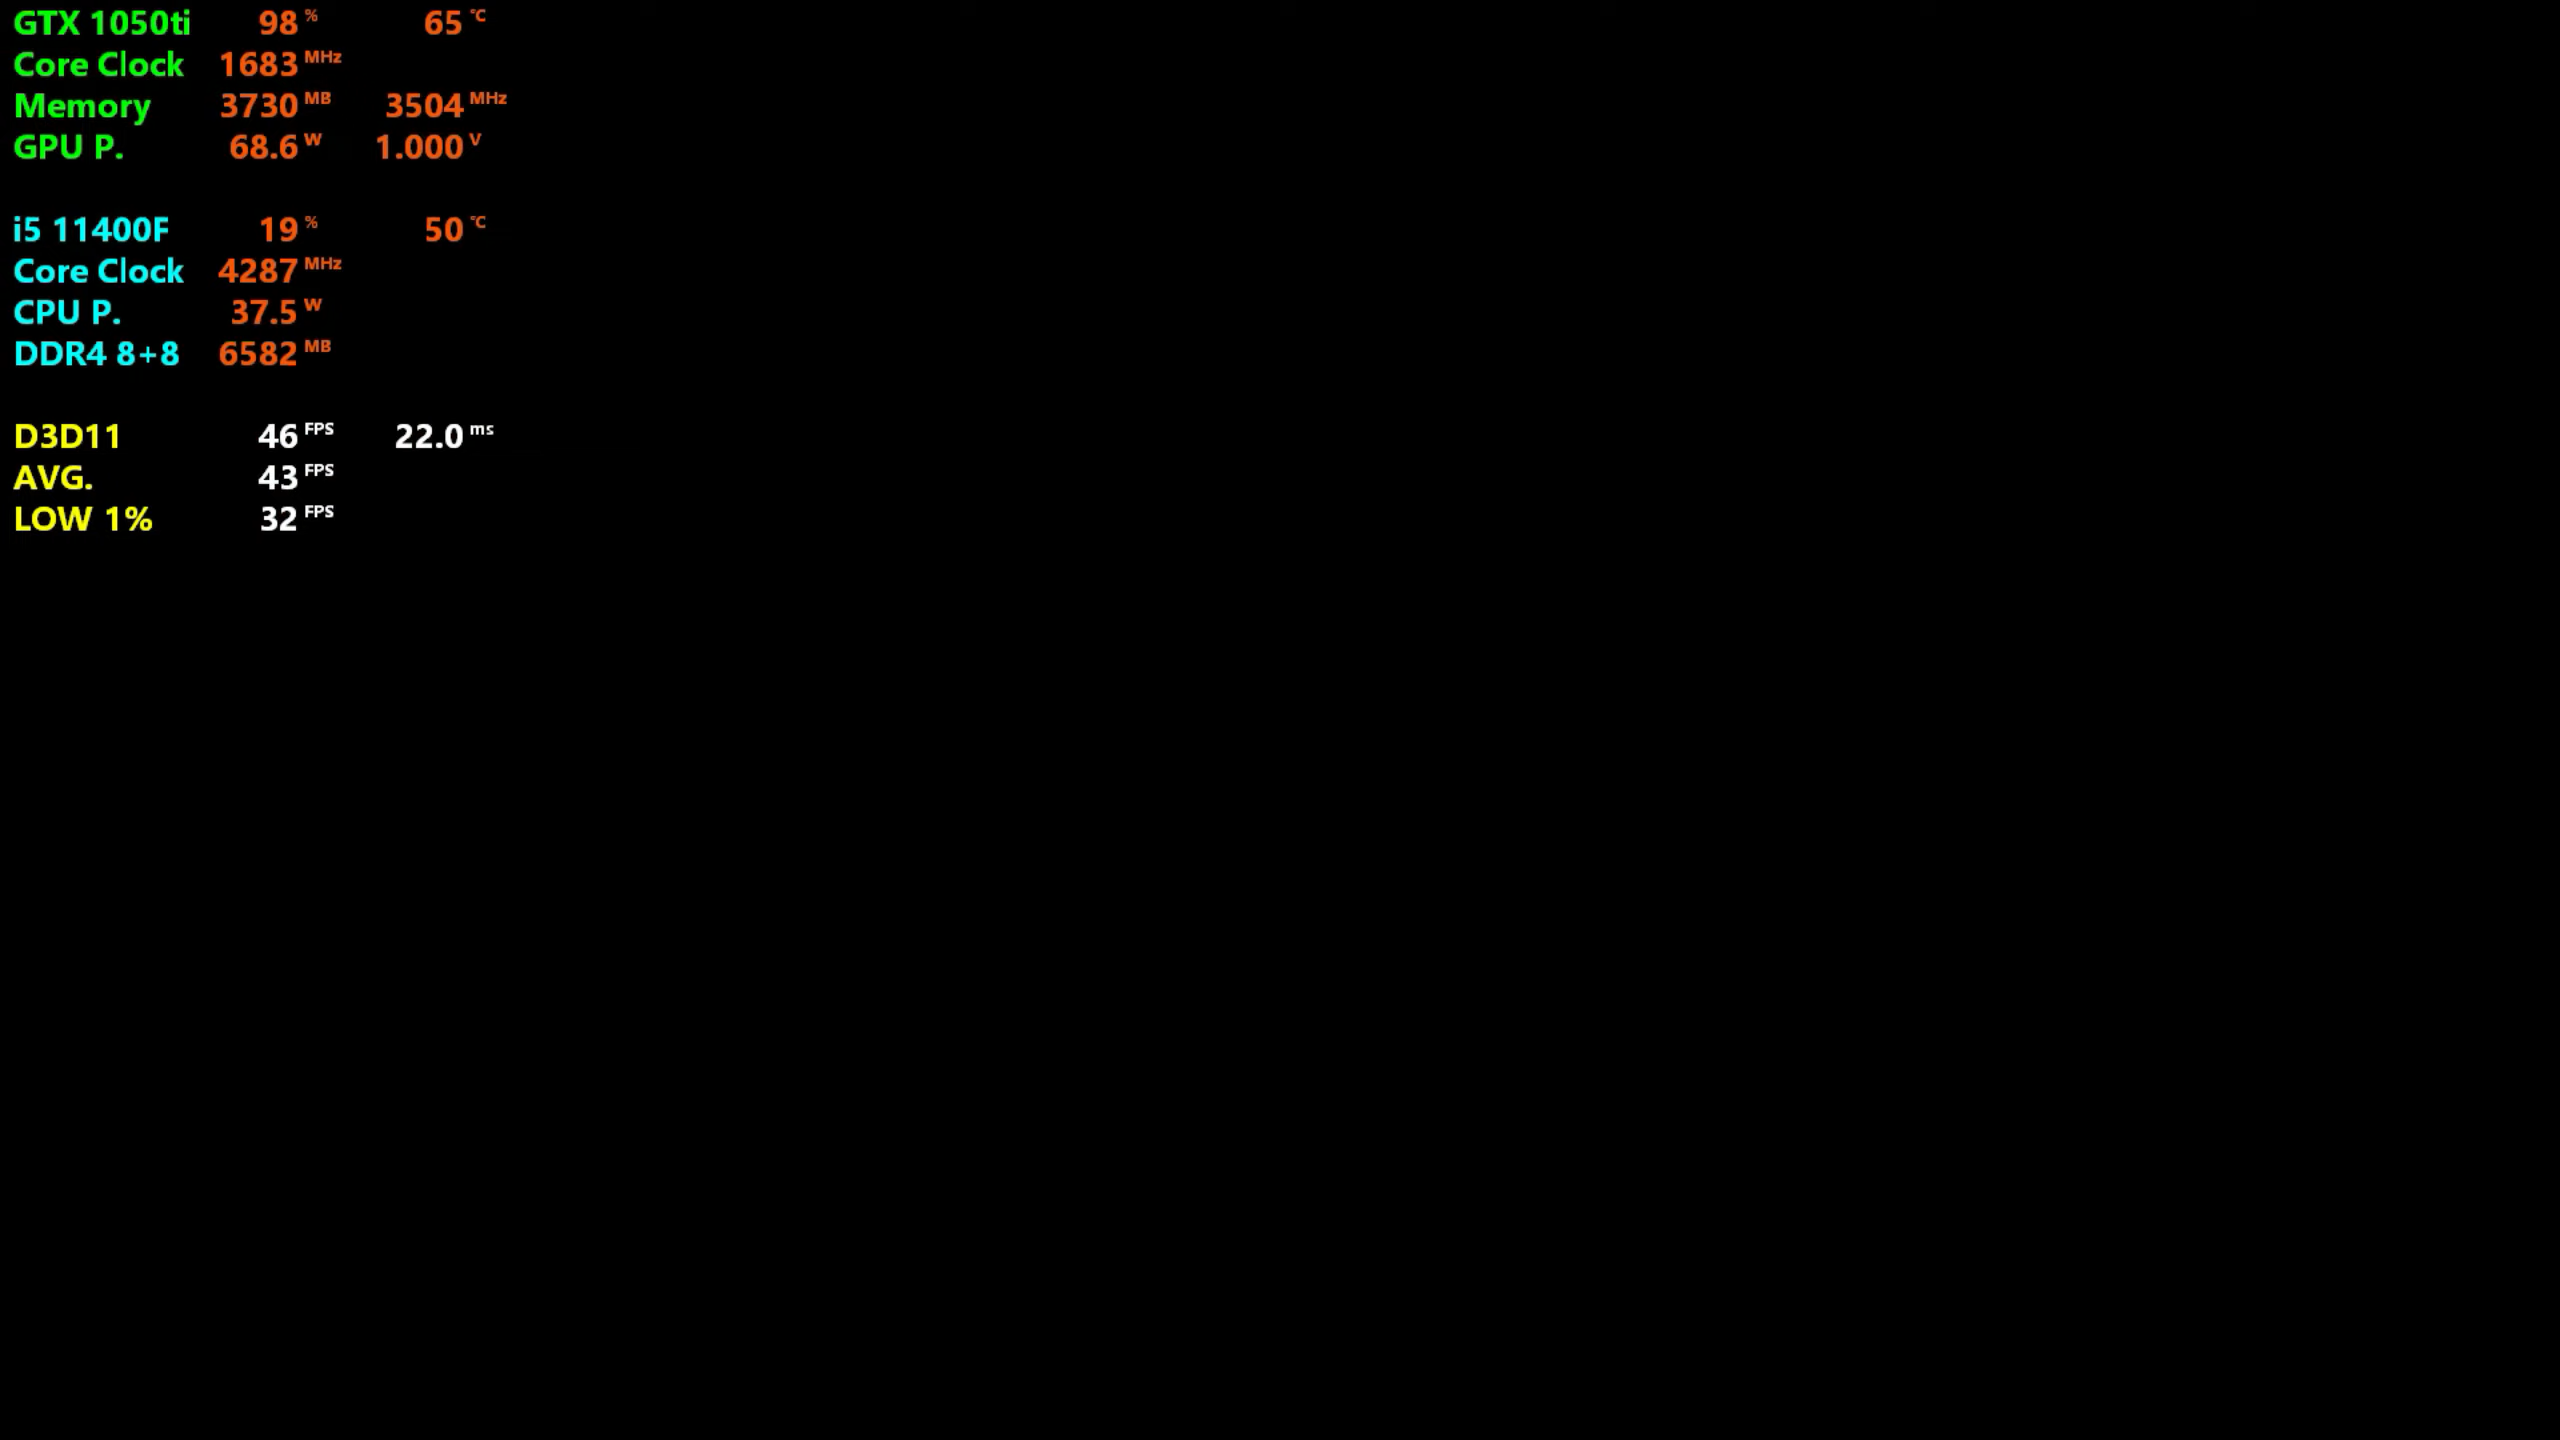 GTX 1050ti 98 % 65 °C
Core Clock 1683 MHz
Memory 3730 MB 3504 MHz
GPU P. 68.6 W 1.000 V
i5 11400F 19 % 50 °C
Core Clock 4287 MHz
CPU P. 37.5 W
DDR4 8+8 6582 MB
D3D11 46 FPS 22.0 ms
AVG. 43 FPS
LOW 1% 32 FPS